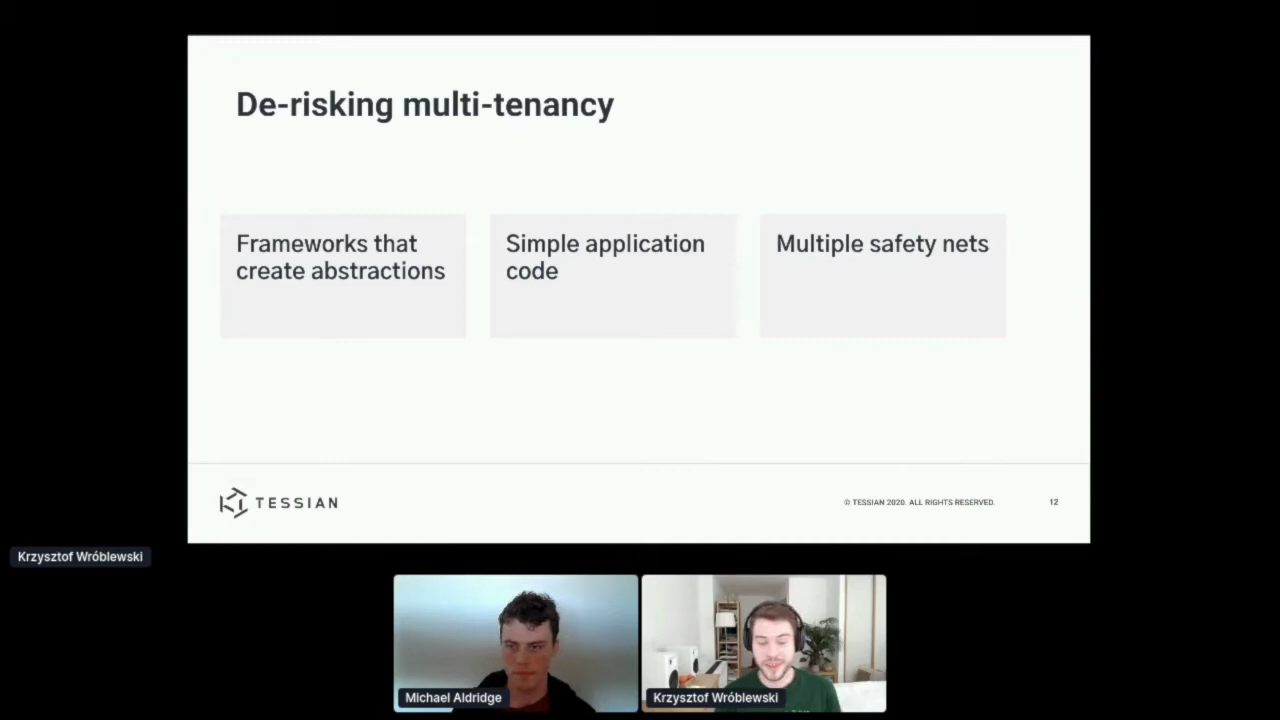 De-risking multi-tenancy
Frameworks that
create abstractions
Simple application
code
Multiple safety nets
TESSIAN
© TESSIAN 2020. ALL RIGHTS RESERVED.
12
Krzysztof Wróblewski
Michael Aldridge
Krzysztof Wróblewski